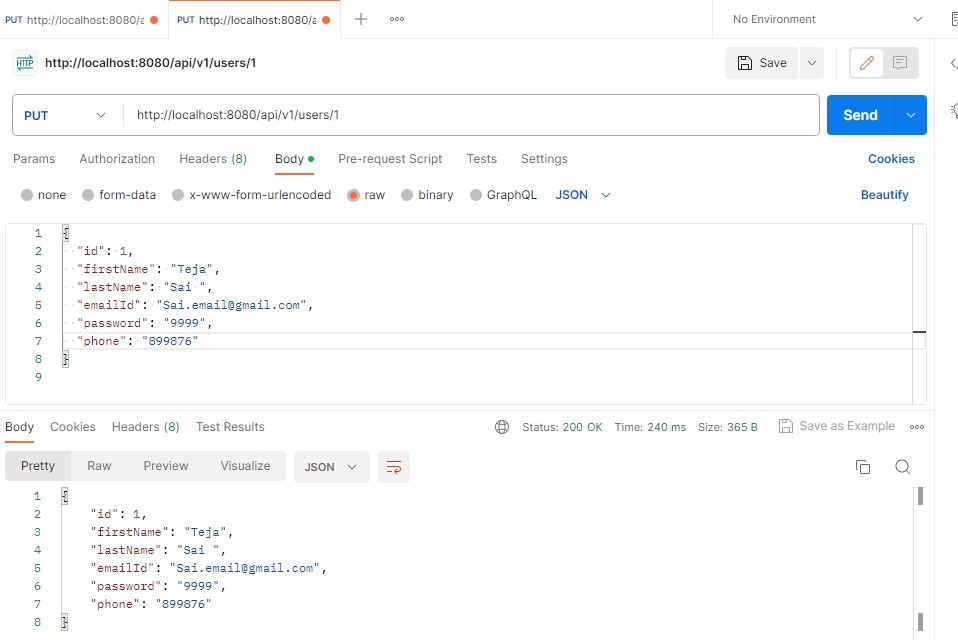 PUT http://localhost:8080/a PUT http://localhost:8080/a No Environment
HTTP http://localhost:8080/api/v1/users/1 Save
PUT http://localhost:8080/api/v1/users/1 Send
Params Authorization Headers (8) Body Pre-request Script Tests Settings Cookies
none form-data x-www-form-urlencoded raw binary GraphQL JSON Beautify
1 {
2 "id": 1,
3 "firstName": "Teja",
4 "lastName": "Sai ",
5 "emailId": "Sai.email@gmail.com",
6 "password": "9999",
7 "phone": "899876"
8 }
9
Body Cookies Headers (8) Test Results Status: 200 OK Time: 240 ms Size: 365 B Save as Example
Pretty Raw Preview Visualize JSON
1 {
2 "id": 1,
3 "firstName": "Teja",
4 "lastName": "Sai ",
5 "emailId": "Sai.email@gmail.com",
6 "password": "9999",
7 "phone": "899876"
8 }